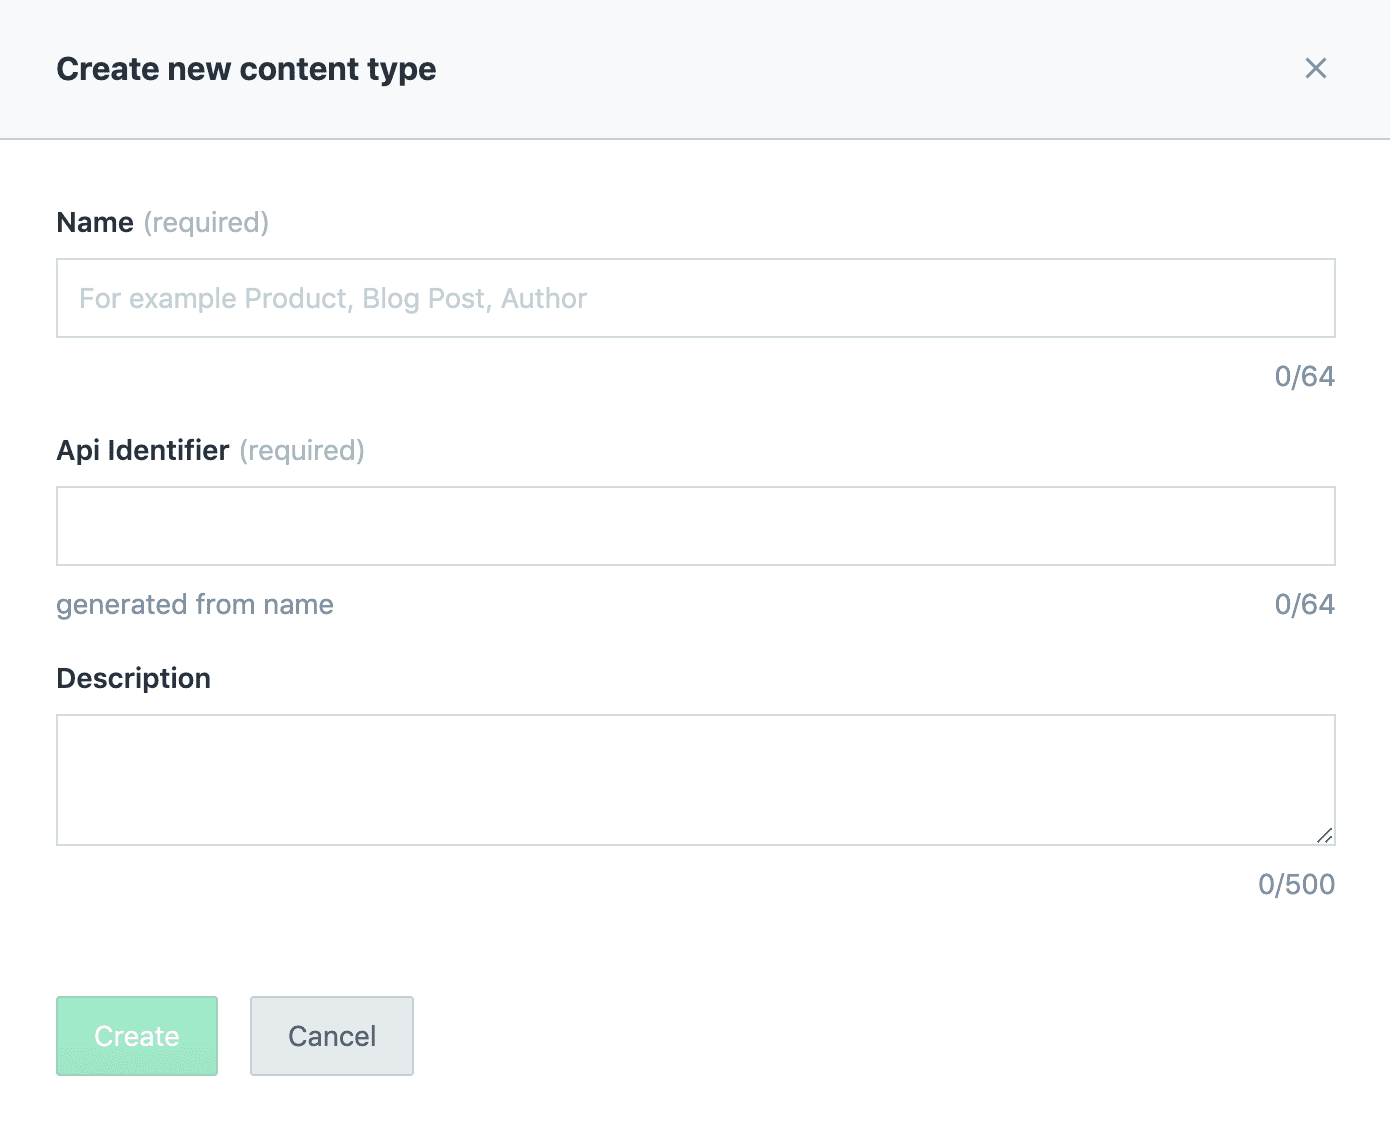 Create new content type
Name (required)
For example Product, Blog Post, Author
0/64
Api Identifier (required)
generated from name
0/64
Description
0/500
Create
Cancel